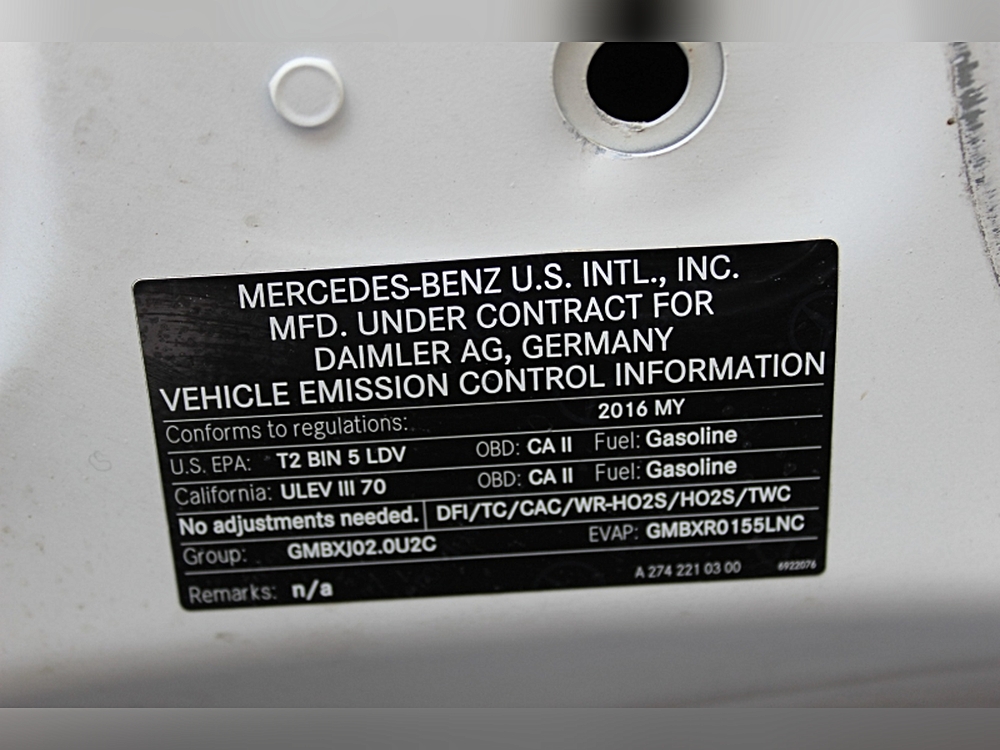 MERCEDES-BENZ U.S. INTL., INC.
MFD. UNDER CONTRACT FOR
DAIMLER AG, GERMANY
VEHICLE EMISSION CONTROL INFORMATION
Conforms to regulations: 2016 MY
U.S. EPA: T2 BIN 5 LDV OBD: CA II Fuel: Gasoline
California: ULEV III 70 OBD: CA II Fuel: Gasoline
No adjustments needed. DFI/TC/CAC/WR-HO2S/HO2S/TWC
Group: GMBXJ02.0U2C EVAP: GMBXR0155LNC
Remarks: n/a A 274 221 03 00 6922076